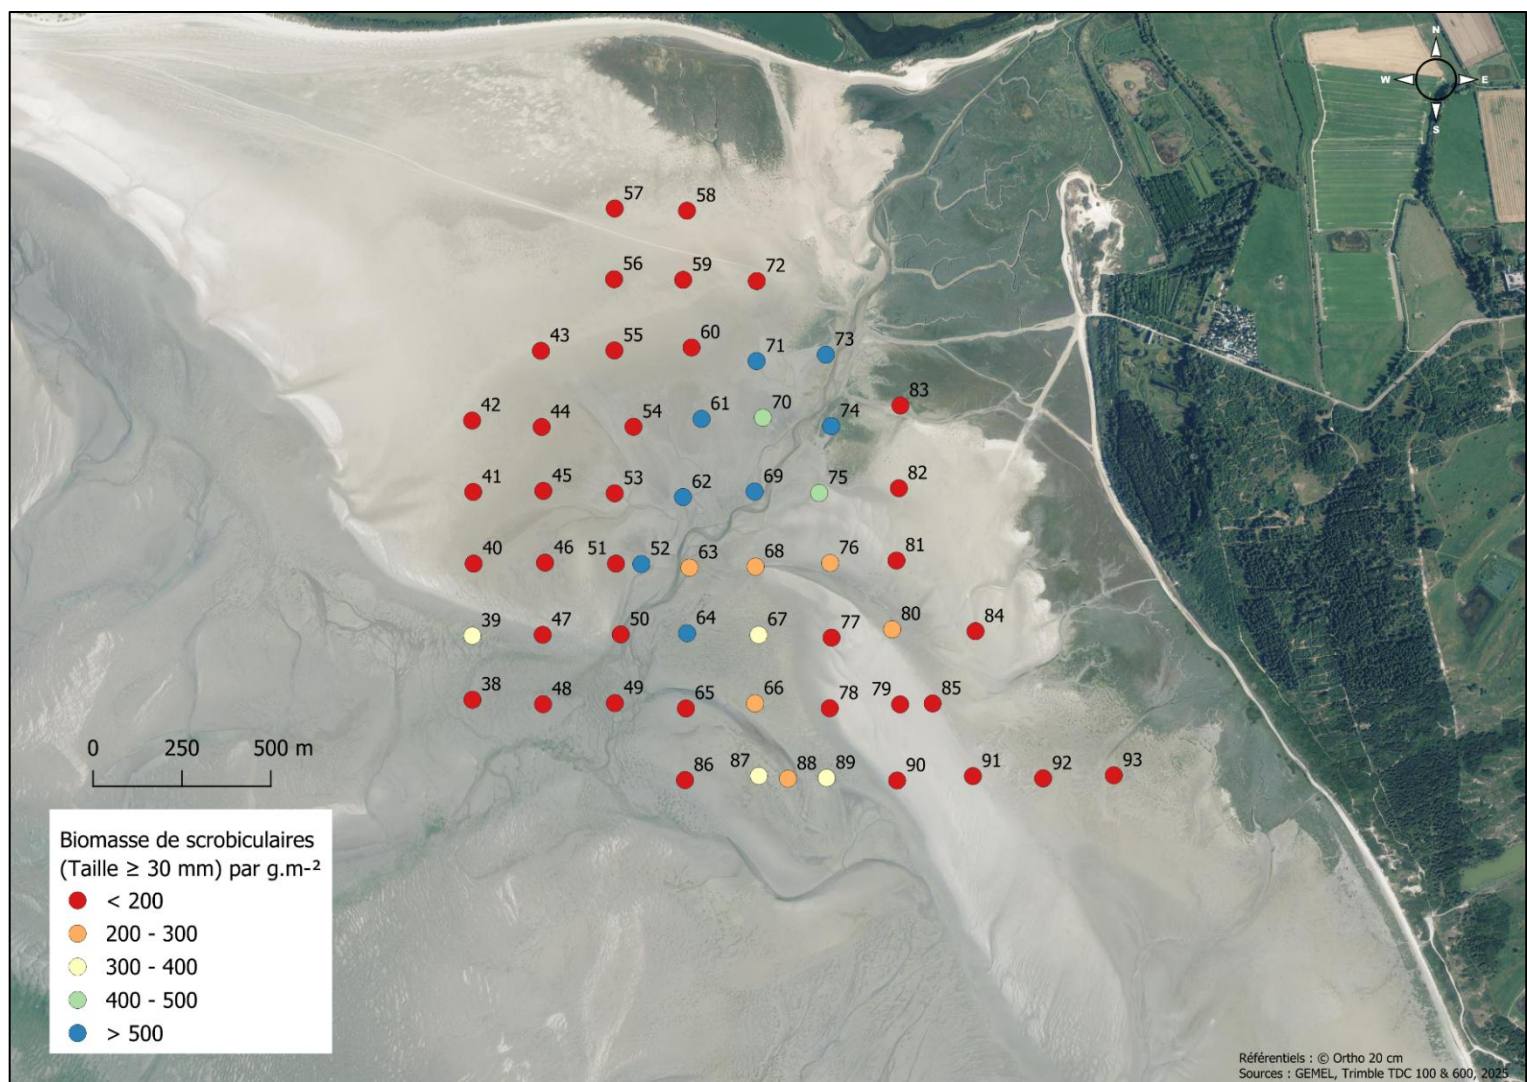 N
W E
S
57 58
56 59 72
43 55 60 71 73
42 44 54 61 70 74 83
41 45 53 62 69 75 82
40 46 51 52 63 68 76 81
39 47 50 64 67 77 80 84
38 48 49 65 66 78 79 85
86 87 88 89 90 91 92 93
0 250 500 m
Biomasse de scrobiculaires
(Taille ≥ 30 mm) par g.m-²
< 200
200 - 300
300 - 400
400 - 500
> 500
Référentiels : © Ortho 20 cm
Sources : GEMEL, Trimble TDC 100 & 600, 2025